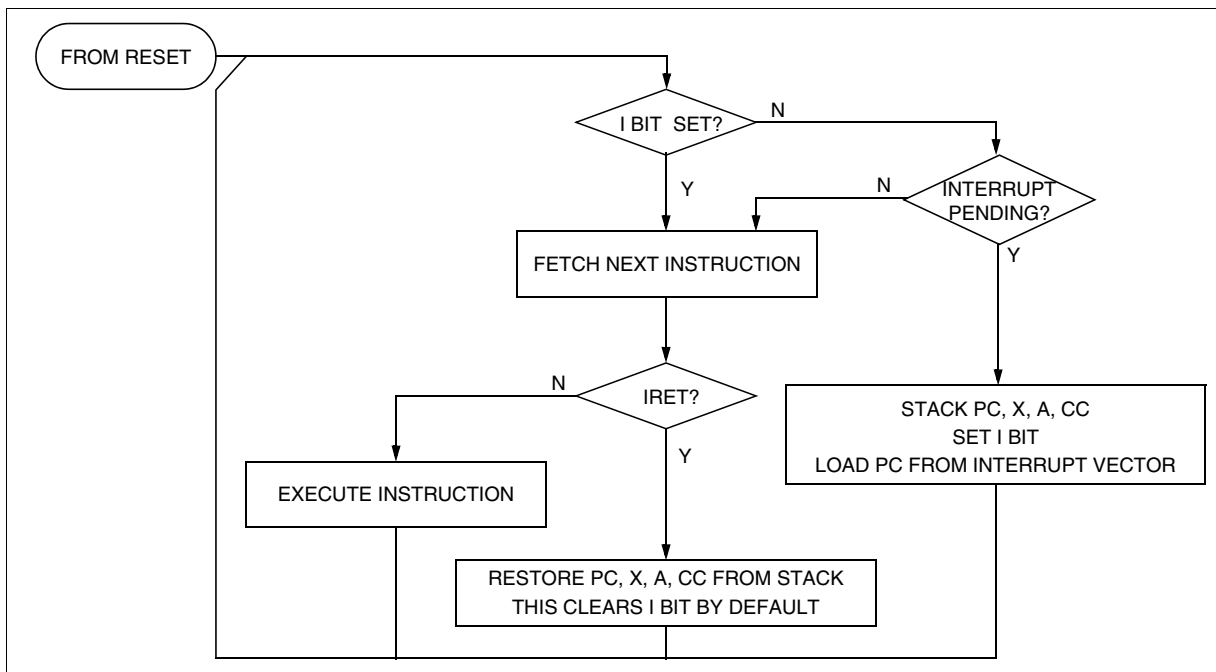 FROM RESET
I BIT SET?
N
Y
N
INTERRUPT
PENDING?
Y
FETCH NEXT INSTRUCTION
N
IRET?
Y
STACK PC, X, A, CC
SET I BIT
LOAD PC FROM INTERRUPT VECTOR
EXECUTE INSTRUCTION
RESTORE PC, X, A, CC FROM STACK
THIS CLEARS I BIT BY DEFAULT